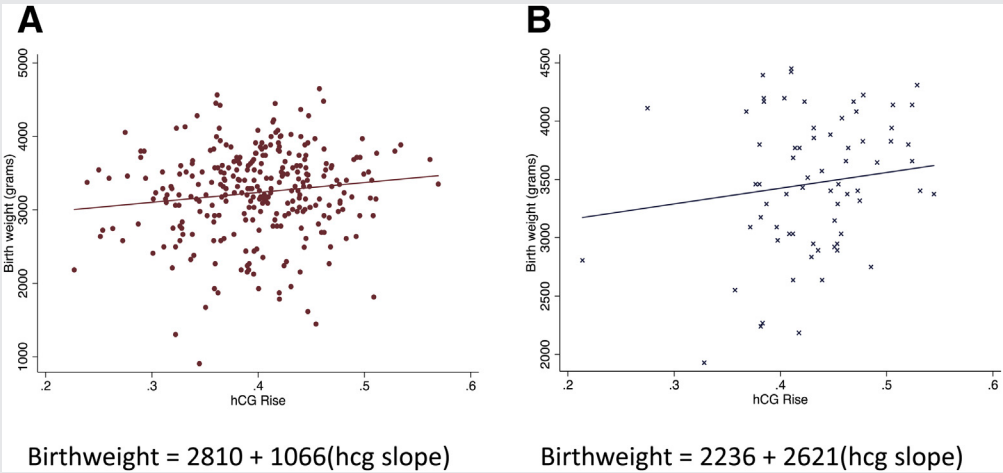 A
Birth weight (grams)
5000
4000
3000
2000
1000
.2 .3 .4 .5 .6
hCG Rise
Birthweight = 2810 + 1066(hcg slope)
B
Birth weight (grams)
4500
4000
3500
3000
2500
2000
.2 .3 .4 .5 .6
hCG Rise
Birthweight = 2236 + 2621(hcg slope)